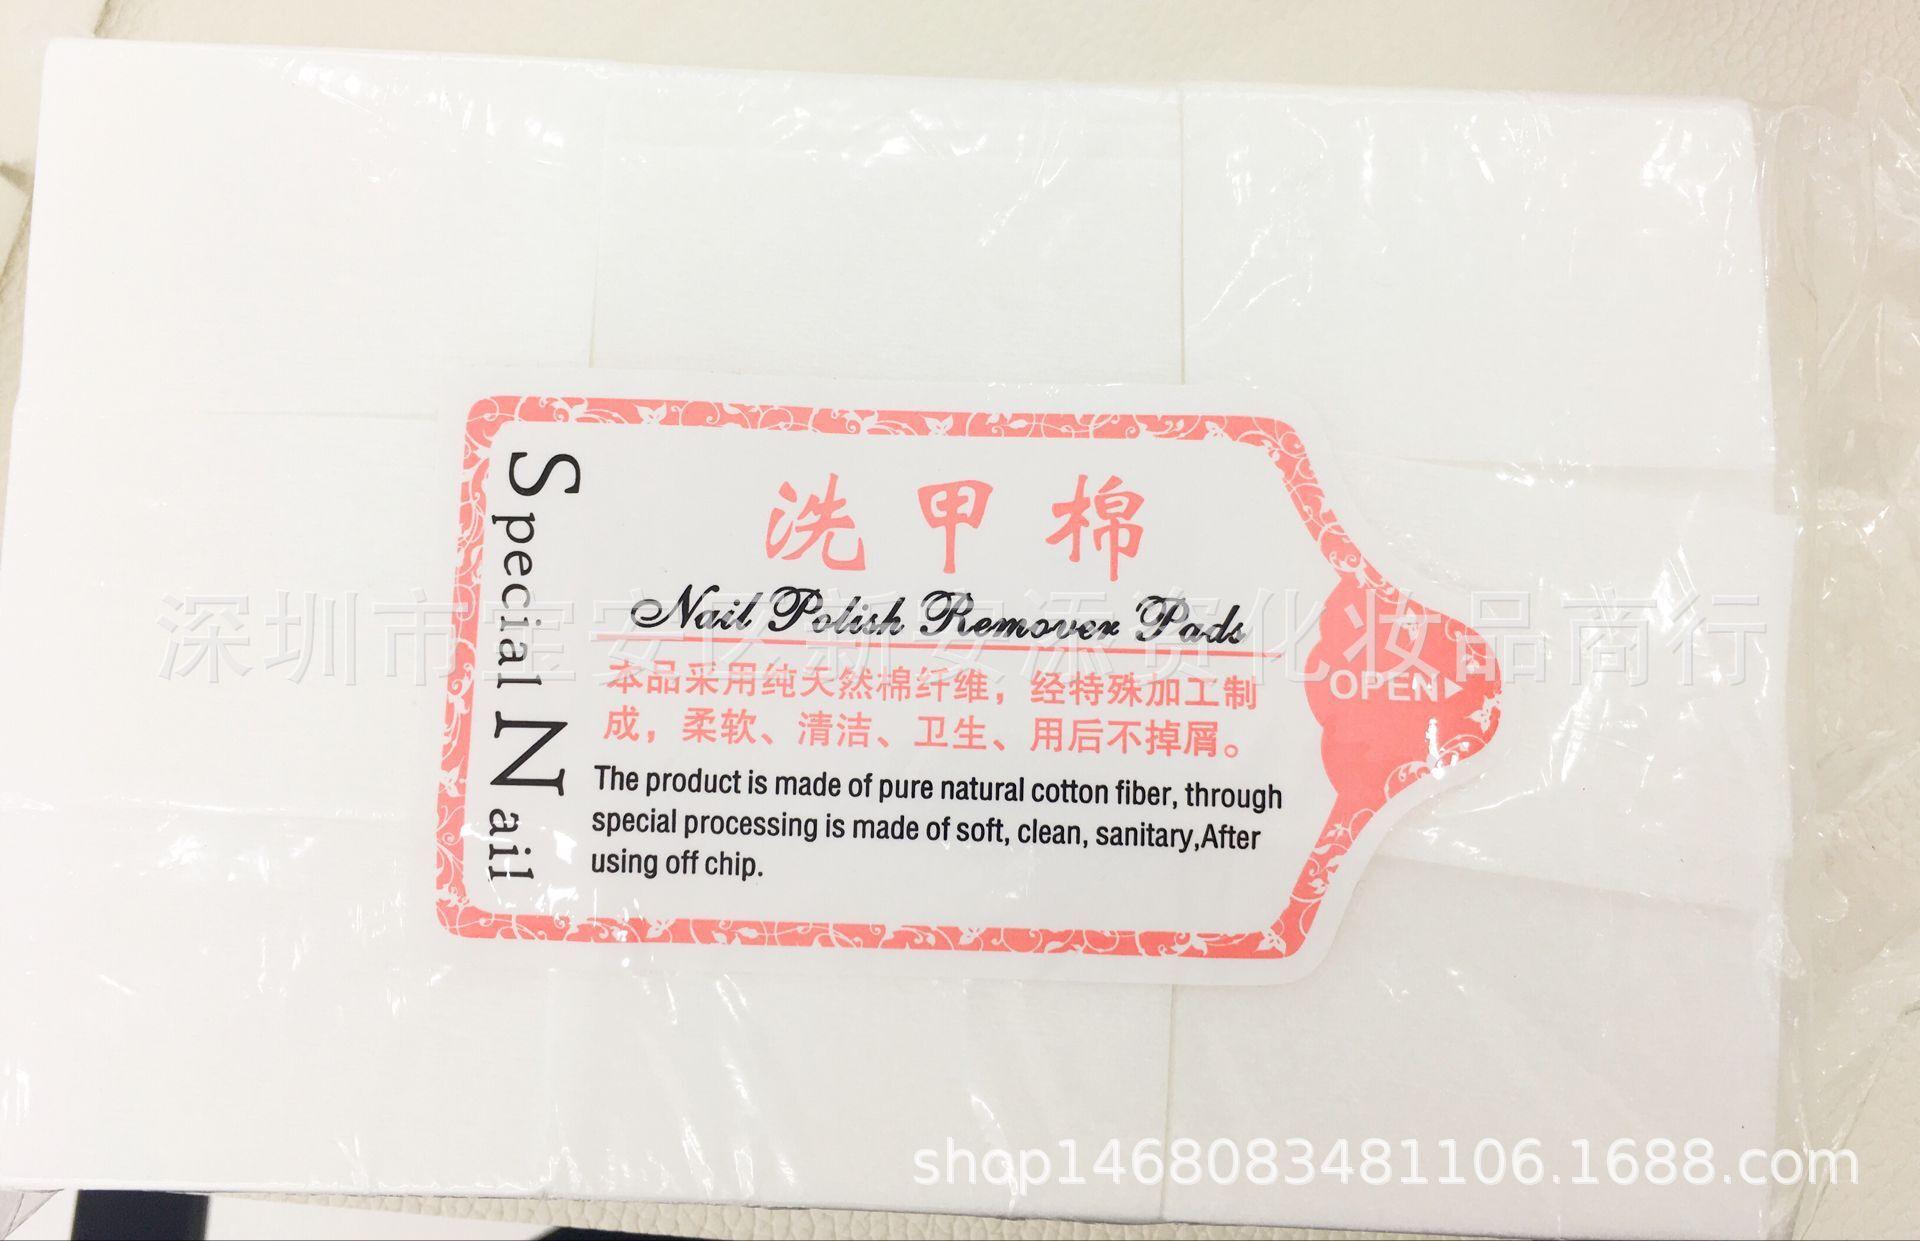 洗甲棉
Nail Polish Remover Pads
本品采用纯天然棉纤维，经特殊加工制
成，柔软、清洁、卫生、用后不掉屑。
The product is made of pure natural cotton fiber, through
special processing is made of soft, clean, sanitary,After
using off chip.
Special Nail
OPEN
深圳市宝安区新安添贸化妆品商行
shop1468083481106.1688.com